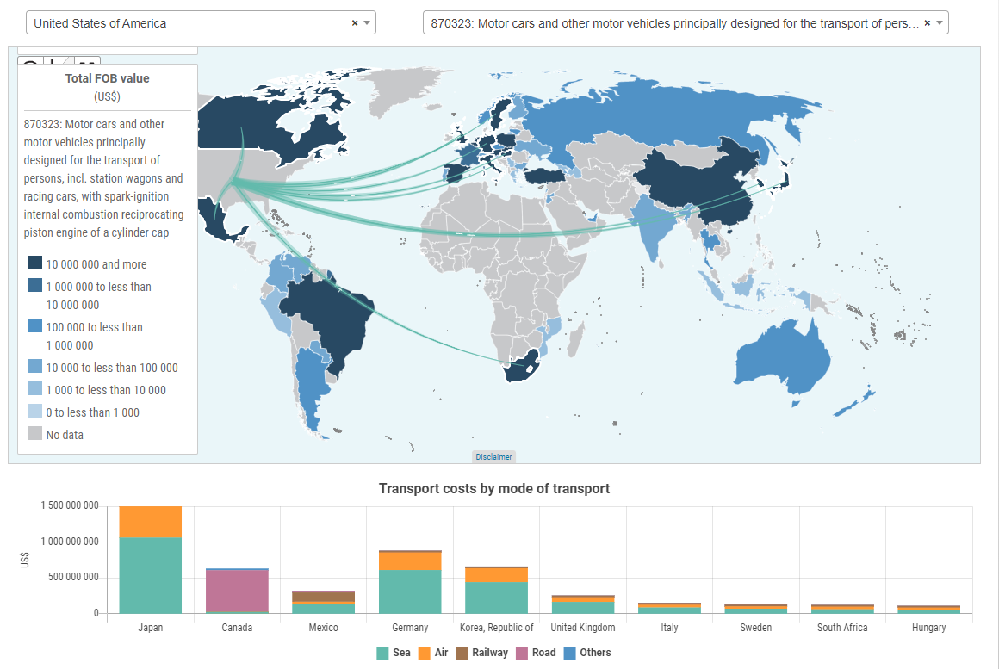 United States of America × 
870323: Motor cars and other motor vehicles principally designed for the transport of pers... ×
Total FOB value
(US$)
870323: Motor cars and other
motor vehicles principally
designed for the transport of
persons, incl. station wagons and
racing cars, with spark-ignition
internal combustion reciprocating
piston engine of a cylinder cap
10 000 000 and more
1 000 000 to less than
10 000 000
100 000 to less than
1 000 000
10 000 to less than 100 000
1 000 to less than 10 000
0 to less than 1 000
No data
Disclaimer
Transport costs by mode of transport
US$
1 500 000 000
1 000 000 000
500 000 000
0
Japan
Canada
Mexico
Germany
Korea, Republic of
United Kingdom
Italy
Sweden
South Africa
Hungary
Sea
Air
Railway
Road
Others